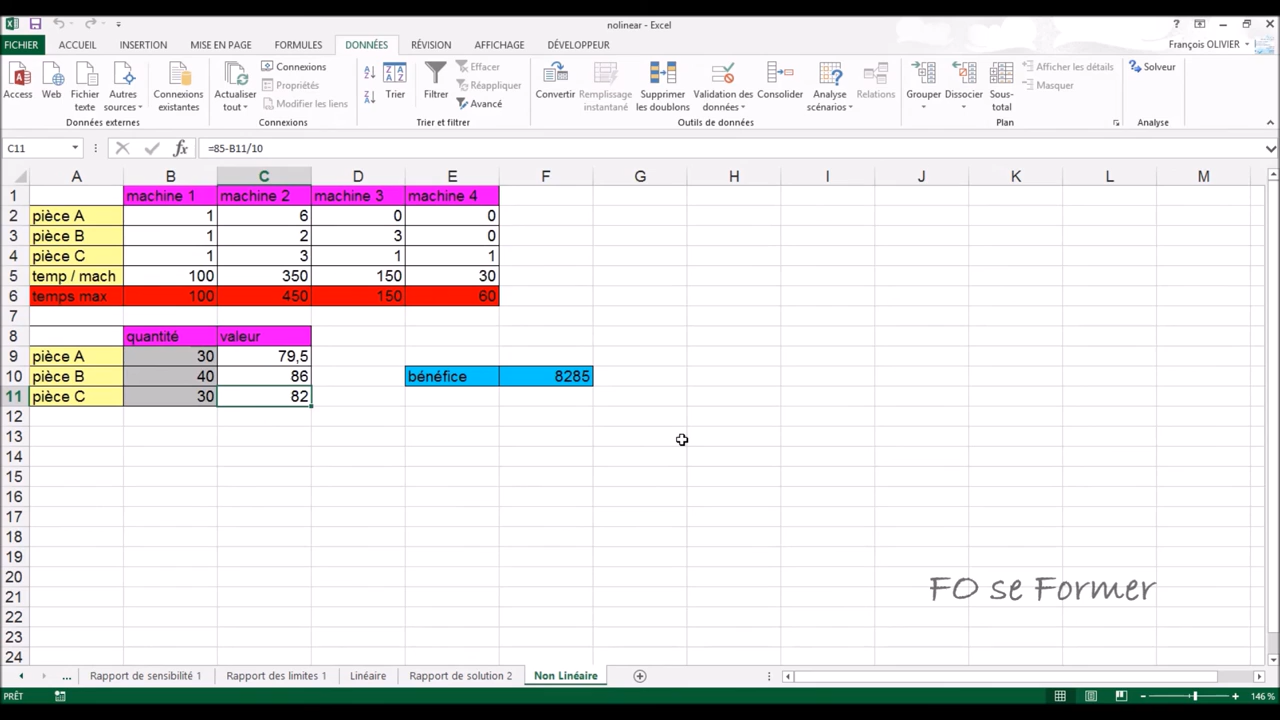 nolinear - Excel
FICHIER ACCUEIL INSERTION MISE EN PAGE FORMULES DONNÉES RÉVISION AFFICHAGE DÉVELOPPEUR François OLIVIER
Access Web Fichier texte Autres sources Connexions existantes
Données externes
Actualiser tout Connexions Propriétés Modifier les liens
Connexions
Trier Filtrer Effacer Réappliquer Avancé
Trier et filtrer
Convertir Remplissage instantané Supprimer les doublons Validation des données Consolider Analyse scénarios Relations
Outils de données
Grouper Dissocier Sous-total Afficher les détails Masquer
Plan
Solveur
Analyse
C11 fx =85-B11/10
A B C D E F G H I J K L M
1 machine 1 machine 2 machine 3 machine 4
2 pièce A 1 6 0 0
3 pièce B 1 2 3 0
4 pièce C 1 3 1 1
5 temp / mach 100 350 150 30
6 temps max 100 450 150 60
7
8 quantité valeur
9 pièce A 30 79,5
10 pièce B 40 86 bénéfice 8285
11 pièce C 30 82
12
13
14
15
16
17
18
19
20
21
22
23
24
FO se Former
... Rapport de sensibilité 1 Rapport des limites 1 Linéaire Rapport de solution 2 Non Linéaire
PRÊT 146 %